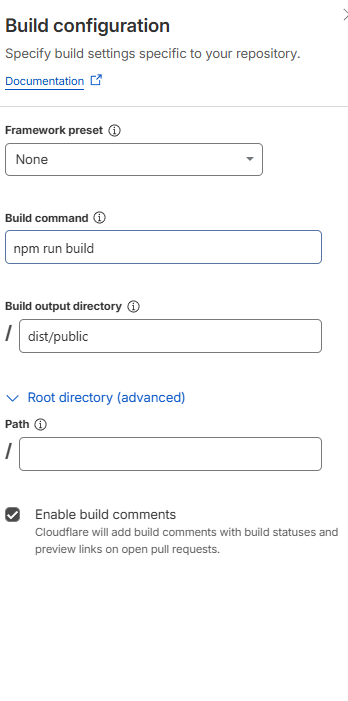 Build configuration
Specify build settings specific to your repository.
Documentation
Framework preset
None
Build command
npm run build
Build output directory
/ dist/public
Root directory (advanced)
Path
/
Enable build comments
Cloudflare will add build comments with build statuses and
preview links on open pull requests.